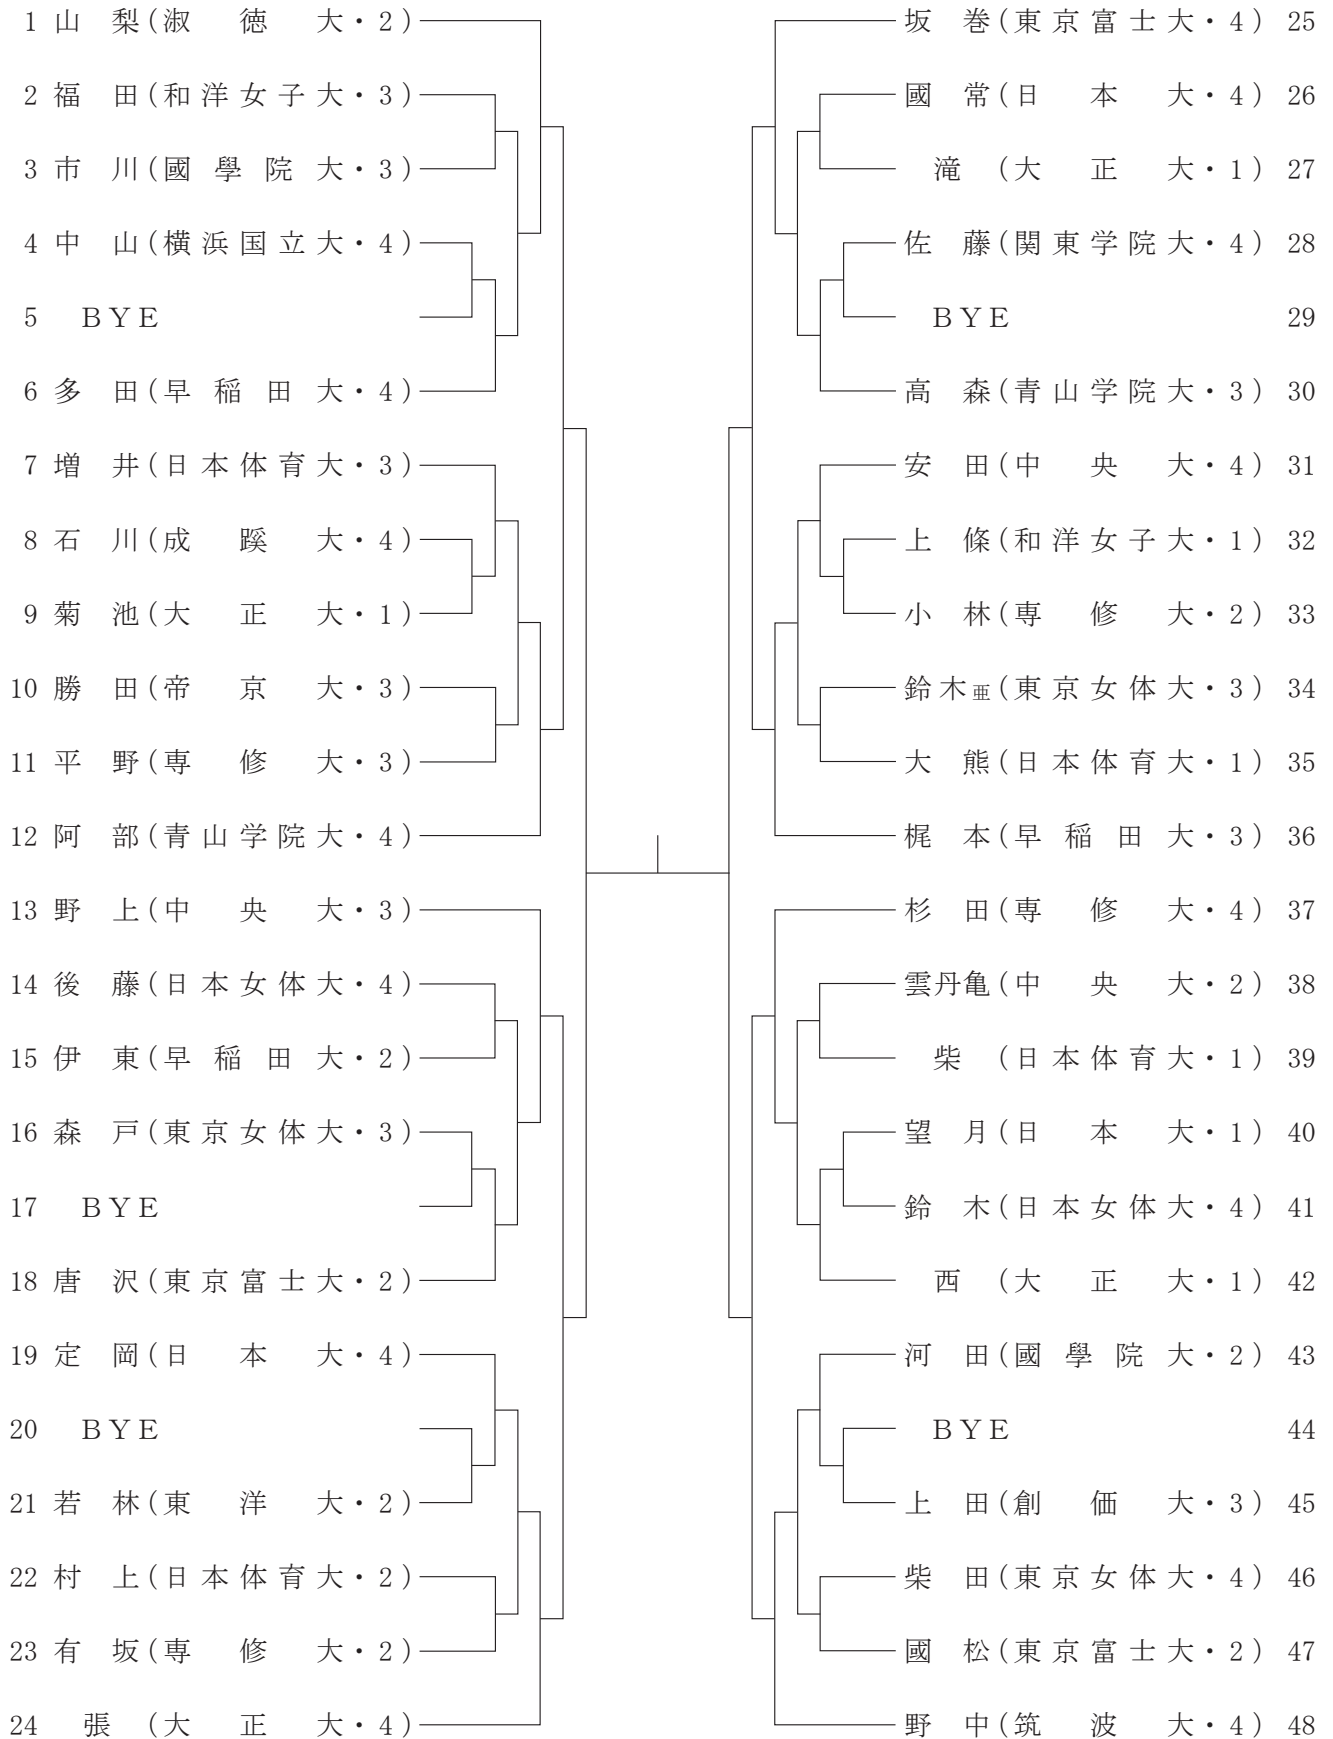 1 山梨(淑徳大・2)
2 福田(和洋女子大・3)
3 市川(國學院大・3)
4 中山(横浜国立大・4)
5 BYE
6 多田(早稲田大・4)
7 増井(日本体育大・3)
8 石川(成蹊大・4)
9 菊池(大正大・1)
10 勝田(帝京大・3)
11 平野(専修大・3)
12 阿部(青山学院大・4)
13 野上(中央大・3)
14 後藤(日本女体大・4)
15 伊東(早稲田大・2)
16 森戸(東京女体大・3)
17 BYE
18 唐沢(東京富士大・2)
19 定岡(日本大・4)
20 BYE
21 若林(東洋大・2)
22 村上(日本体育大・2)
23 有坂(専修大・2)
24 張(大正大・4)
坂巻(東京富士大・4) 25
國常(日本大・4) 26
滝(大正大・1) 27
佐藤(関東学院大・4) 28
BYE 29
高森(青山学院大・3) 30
安田(中央大・4) 31
上條(和洋女子大・1) 32
小林(専修大・2) 33
鈴木亜(東京女体大・3) 34
大熊(日本体育大・1) 35
梶本(早稲田大・3) 36
杉田(専修大・4) 37
雲丹亀(中央大・2) 38
柴(日本体育大・1) 39
望月(日本大・1) 40
鈴木(日本女体大・4) 41
西(大正大・1) 42
河田(國學院大・2) 43
BYE 44
上田(創価大・3) 45
柴田(東京女体大・4) 46
國松(東京富士大・2) 47
野中(筑波大・4) 48